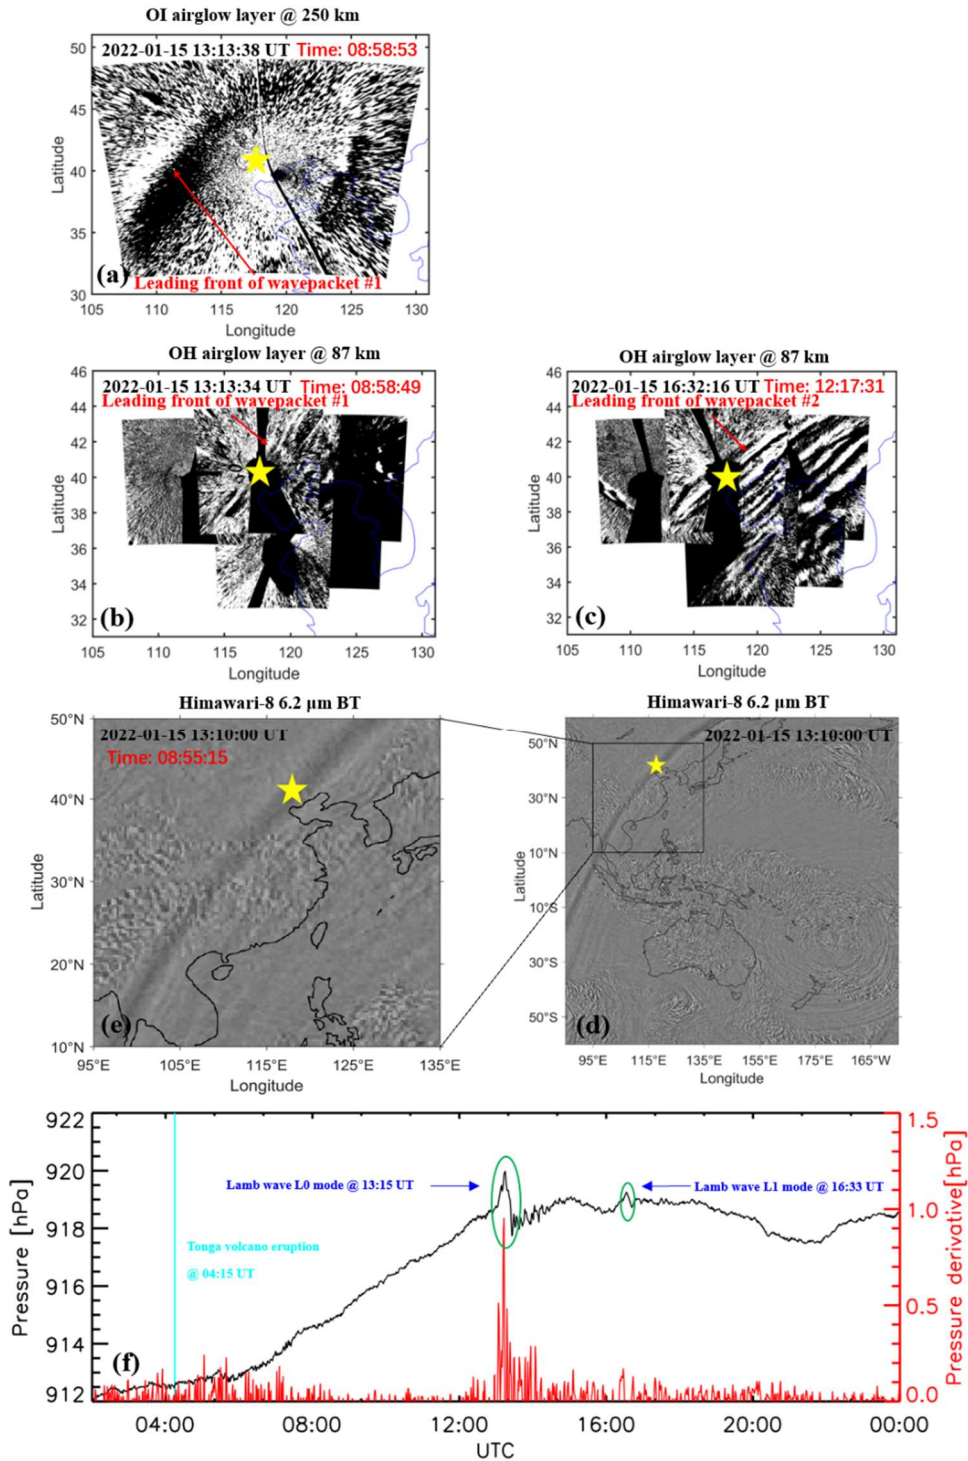 OI airglow layer @ 250 km
2022-01-15 13:13:38 UT Time: 08:58:53
50
45
40
35
30
Latitude
(a)
Leading front of wavepacket #1
105 110 115 120 125 130
Longitude
OH airglow layer @ 87 km
2022-01-15 13:13:34 UT Time: 08:58:49
Leading front of wavepacket #1
46
44
42
40
38
36
34
32
Latitude
(b)
105 110 115 120 125 130
Longitude
OH airglow layer @ 87 km
2022-01-15 16:32:16 UT Time: 12:17:31
Leading front of wavepacket #2
46
44
42
40
38
36
34
32
Latitude
(c)
105 110 115 120 125 130
Longitude
Himawari-8 6.2 μm BT
2022-01-15 13:10:00 UT
Time: 08:55:15
50°N
40°N
30°N
20°N
10°N
Latitude
(e)
95°E 105°E 115°E 125°E 135°E
Longitude
Himawari-8 6.2 μm BT
2022-01-15 13:10:00 UT
50°N
30°N
10°N
10°S
30°S
50°S
Latitude
(d)
95°E 115°E 135°E 155°E 175°E 165°W
Longitude
922
920
918
916
914
912
Pressure [hPa]
Lamb wave L0 mode @ 13:15 UT
Lamb wave L1 mode @ 16:33 UT
Tonga volcano eruption
@ 04:15 UT
(f)
1.5
1.0
0.5
0.0
Pressure derivative[hPa]
04:00 08:00 12:00 16:00 20:00 00:00
UTC